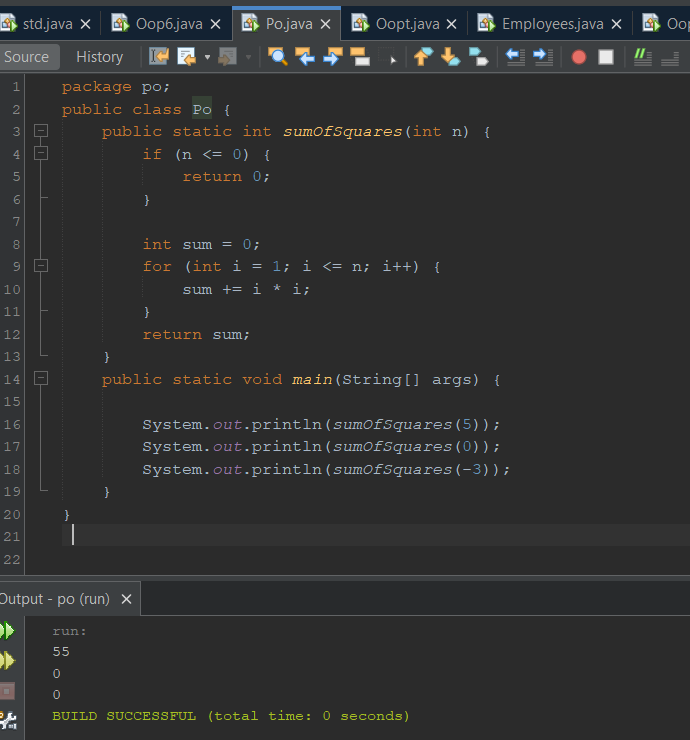 std.java Oop6.java Po.java Oopt.java Employees.java
Source History
1 package po;
2 public class Po {
3 public static int sumOfSquares(int n) {
4 if (n <= 0) {
5 return 0;
6 }
7
8 int sum = 0;
9 for (int i = 1; i <= n; i++) {
10 sum += i * i;
11 }
12 return sum;
13 }
14 public static void main(String[] args) {
15
16 System.out.println(sumOfSquares(5));
17 System.out.println(sumOfSquares(0));
18 System.out.println(sumOfSquares(-3));
19 }
20 }
21
22
Output - po (run)
run:
55
0
0
BUILD SUCCESSFUL (total time: 0 seconds)